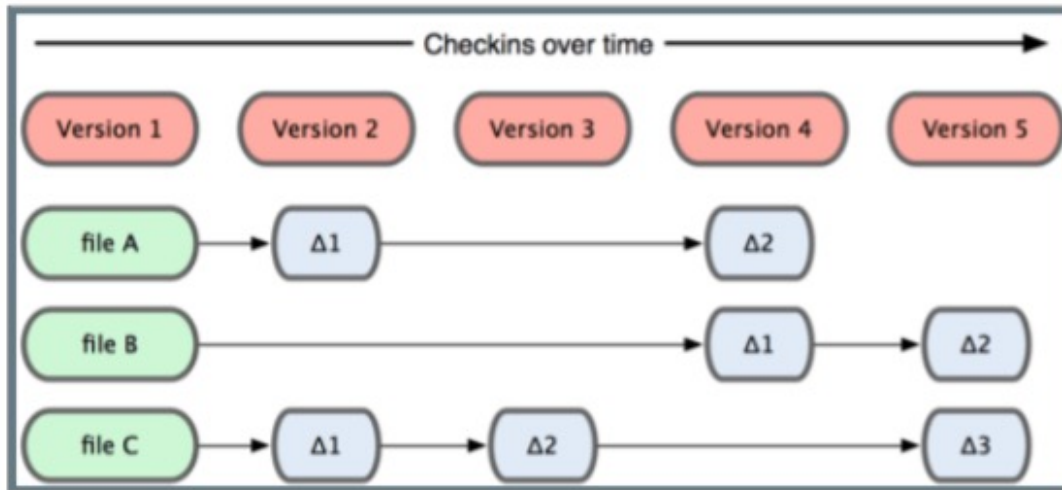 Checkins over time
Version 1 Version 2 Version 3 Version 4 Version 5
file A Δ1 Δ2
file B Δ1 Δ2
file C Δ1 Δ2 Δ3